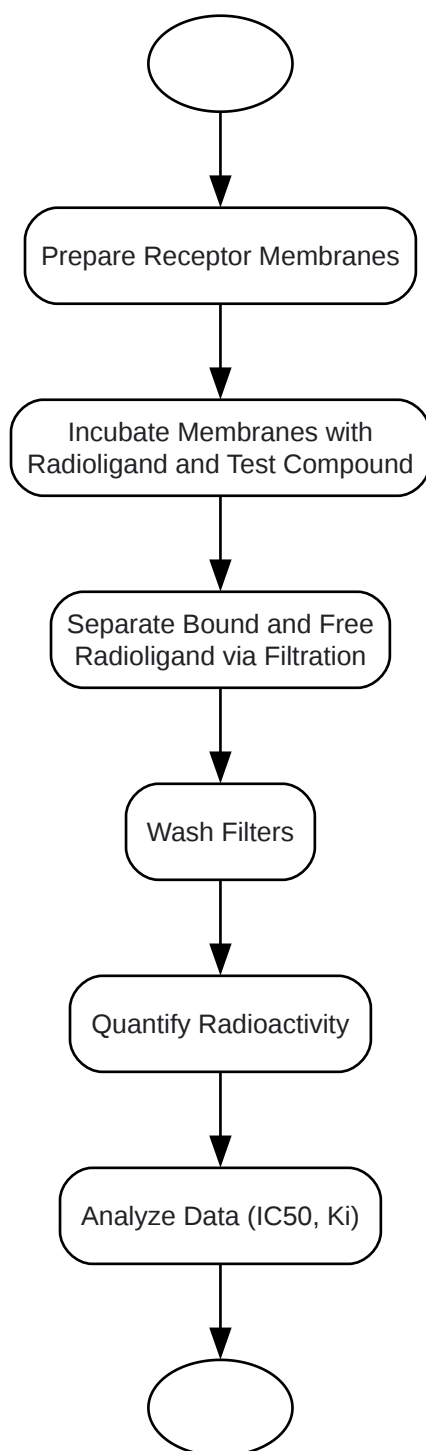 Prepare Receptor Membranes
Incubate Membranes with
Radioligand and Test Compound
Separate Bound and Free
Radioligand via Filtration
Wash Filters
Quantify Radioactivity
Analyze Data (IC50, Ki)